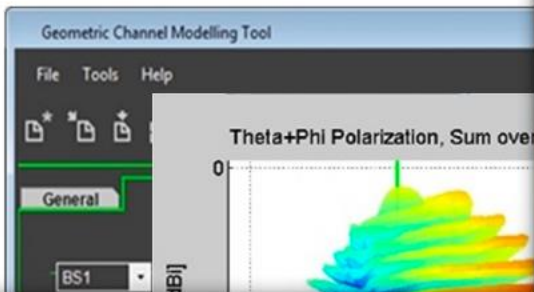 Geometric Channel Modelling Tool
File Tools Help
Theta+Phi Polarization, Sum over
0
General
BS1
dBi]